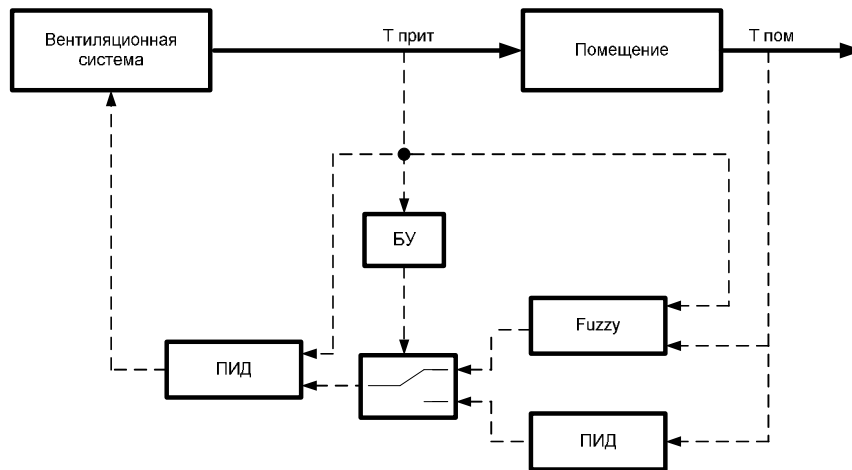 Вентиляционная
система
Т прит
Помещение
Т пом
БУ
Fuzzy
ПИД
ПИД